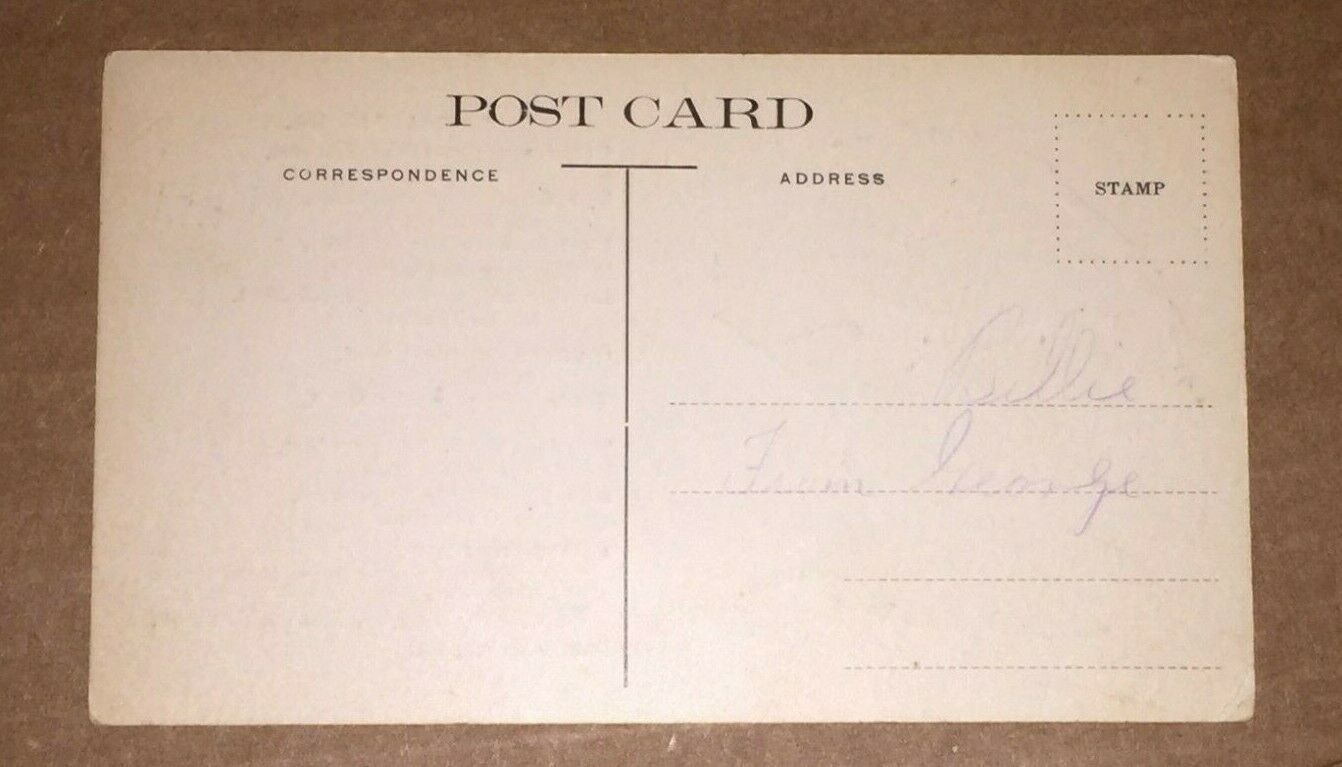 POST CARD
CORRESPONDENCE
ADDRESS
STAMP
Billie
From George